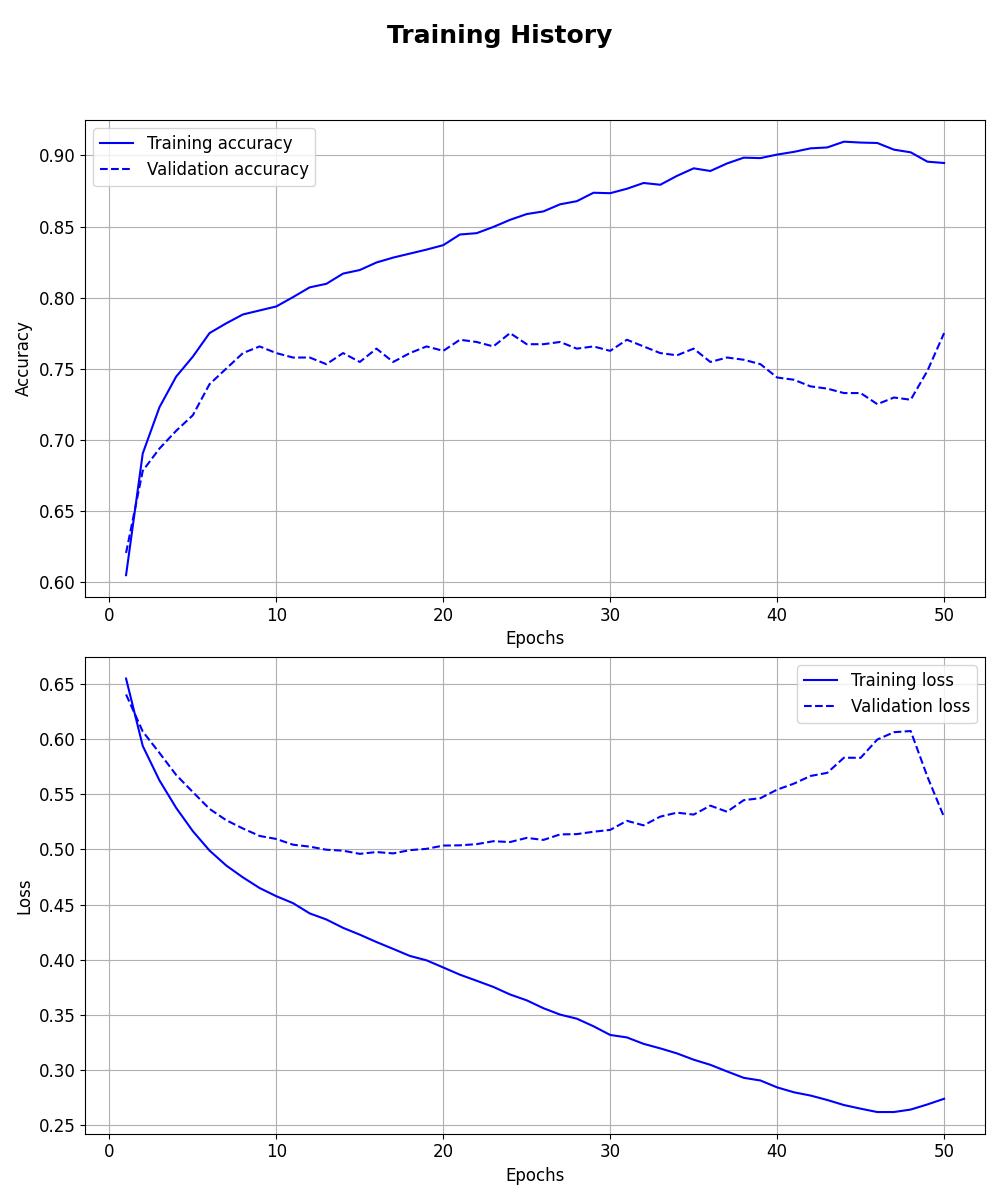 Training History
Training accuracy
Validation accuracy
0.90
0.85
0.80
0.75
0.70
0.65
0.60
Accuracy
0 10 20 30 40 50
Epochs
Training loss
Validation loss
0.65
0.60
0.55
0.50
0.45
0.40
0.35
0.30
0.25
Loss
0 10 20 30 40 50
Epochs